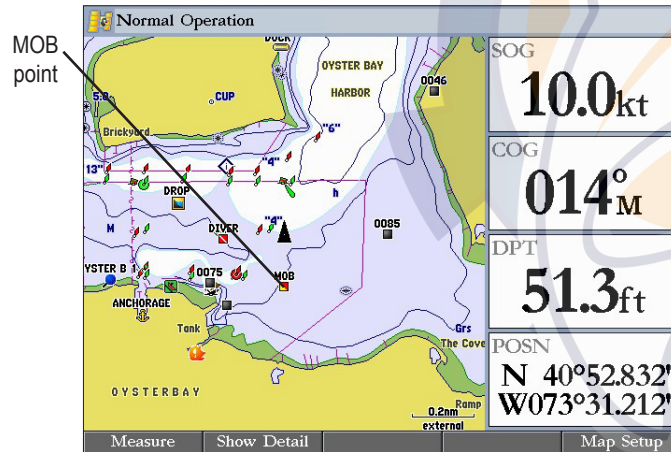 Normal Operation
MOB
point
DOCK
OYSTER BAY
HARBOR
0046
5.0
CUP
Brickyard
"6"
13"
"4"
DROP
h
M
DIVER
"4"
0085
OYSTER B 1
0075
MOB
ANCHORAGE
Tank
Grs
The Cove
OYSTERBAY
Ramp
0.2nm
external
SOG
10.0kt
COG
014°M
DPT
51.3ft
POSN
N 40°52.832'
W073°31.212'
Measure
Show Detail
Map Setup